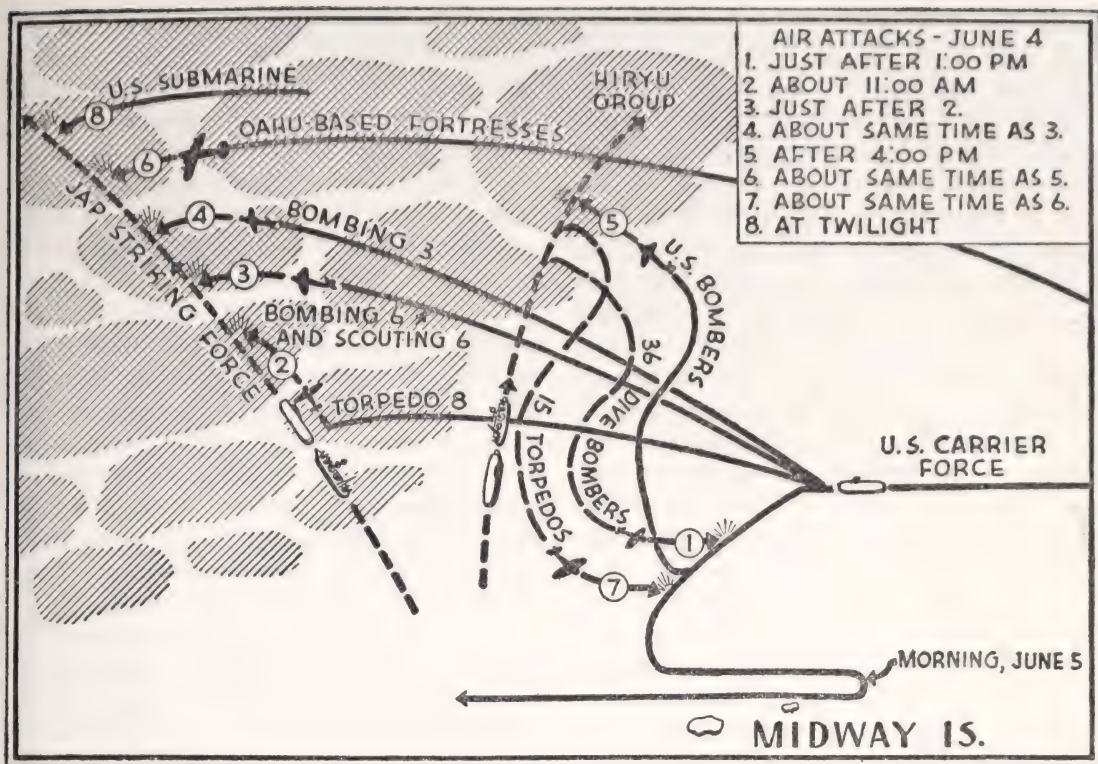 AIR ATTACKS - JUNE 4
1. JUST AFTER 1:00 PM
2 ABOUT 11:00 AM
3. JUST AFTER 2.
4. ABOUT SAME TIME AS 3.
5. AFTER 4:00 PM
6. ABOUT SAME TIME AS 5.
7. ABOUT SAME TIME AS 6.
8. AT TWILIGHT
U.S. SUBMARINE
8
HIRYU
GROUP
OAHU-BASED FORTRESSES
6
JAP STRIKING FORCE
4
BOMBING 3
5
U.S. BOMBERS
3
BOMBING 6
AND SCOUTING 6
2
TORPEDO 8
36 DIVE BOMBERS
15 TORPEDOS
U.S. CARRIER
FORCE
1
7
MORNING, JUNE 5
MIDWAY IS.